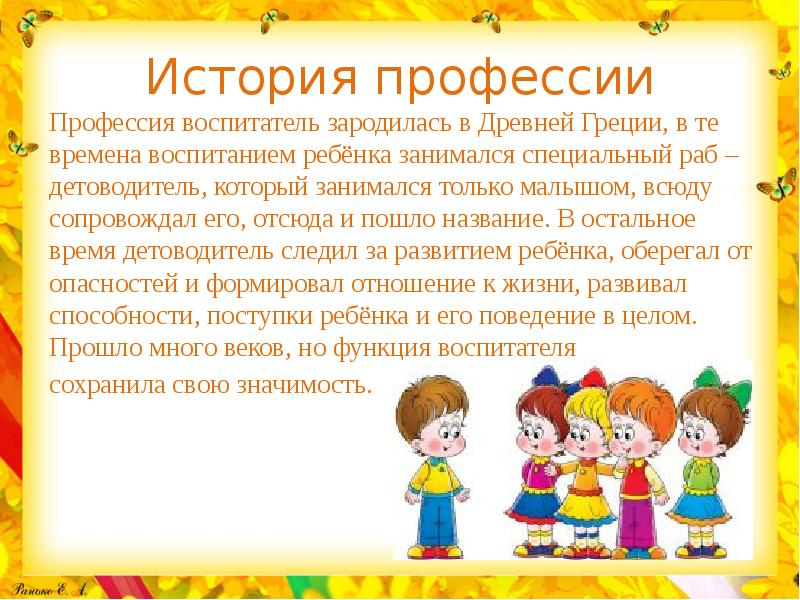 История профессии
Профессия воспитатель зародилась в Древней Греции, в те
времена воспитанием ребёнка занимался специальный раб –
детоводитель, который занимался только малышом, всюду
сопровождал его, отсюда и пошло название. В остальное
время детоводитель следил за развитием ребёнка, оберегал от
опасностей и формировал отношение к жизни, развивал
способности, поступки ребёнка и его поведение в целом.
Прошло много веков, но функция воспитателя
сохранила свою значимость.
Ранько Е. А.